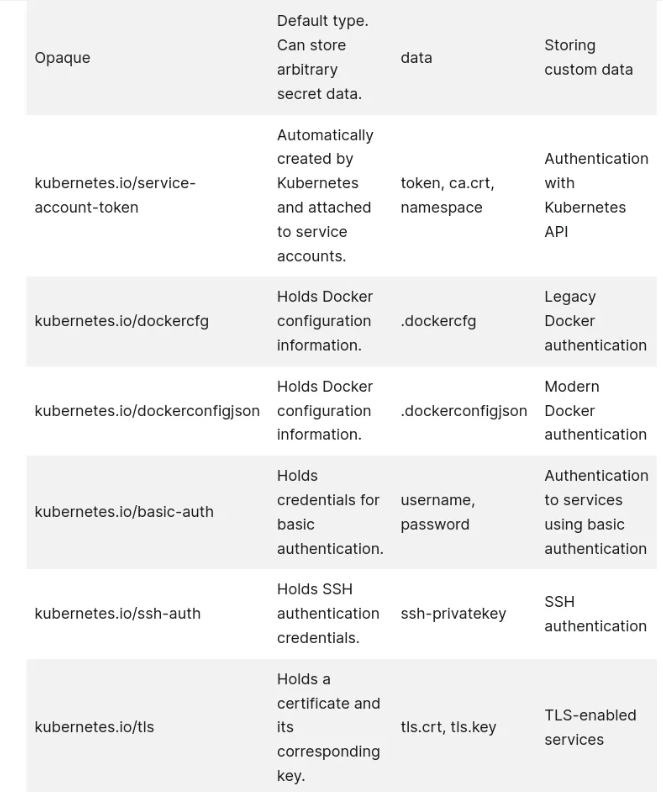 Opaque
Default type.
Can store
arbitrary
secret data.
data
Storing
custom data
kubernetes.io/service-
account-token
Automatically
created by
Kubernetes
and attached
to service
accounts.
token, ca.crt,
namespace
Authentication
with
Kubernetes
API
kubernetes.io/dockercfg
Holds Docker
configuration
information.
.dockercfg
Legacy
Docker
authentication
kubernetes.io/dockerconfigjson
Holds Docker
configuration
information.
.dockerconfigjson
Modern
Docker
authentication
kubernetes.io/basic-auth
Holds
credentials for
basic
authentication.
username,
password
Authentication
to services
using basic
authentication
kubernetes.io/ssh-auth
Holds SSH
authentication
credentials.
ssh-privatekey
SSH
authentication
kubernetes.io/tls
Holds a
certificate and
its
corresponding
key.
tls.crt, tls.key
TLS-enabled
services